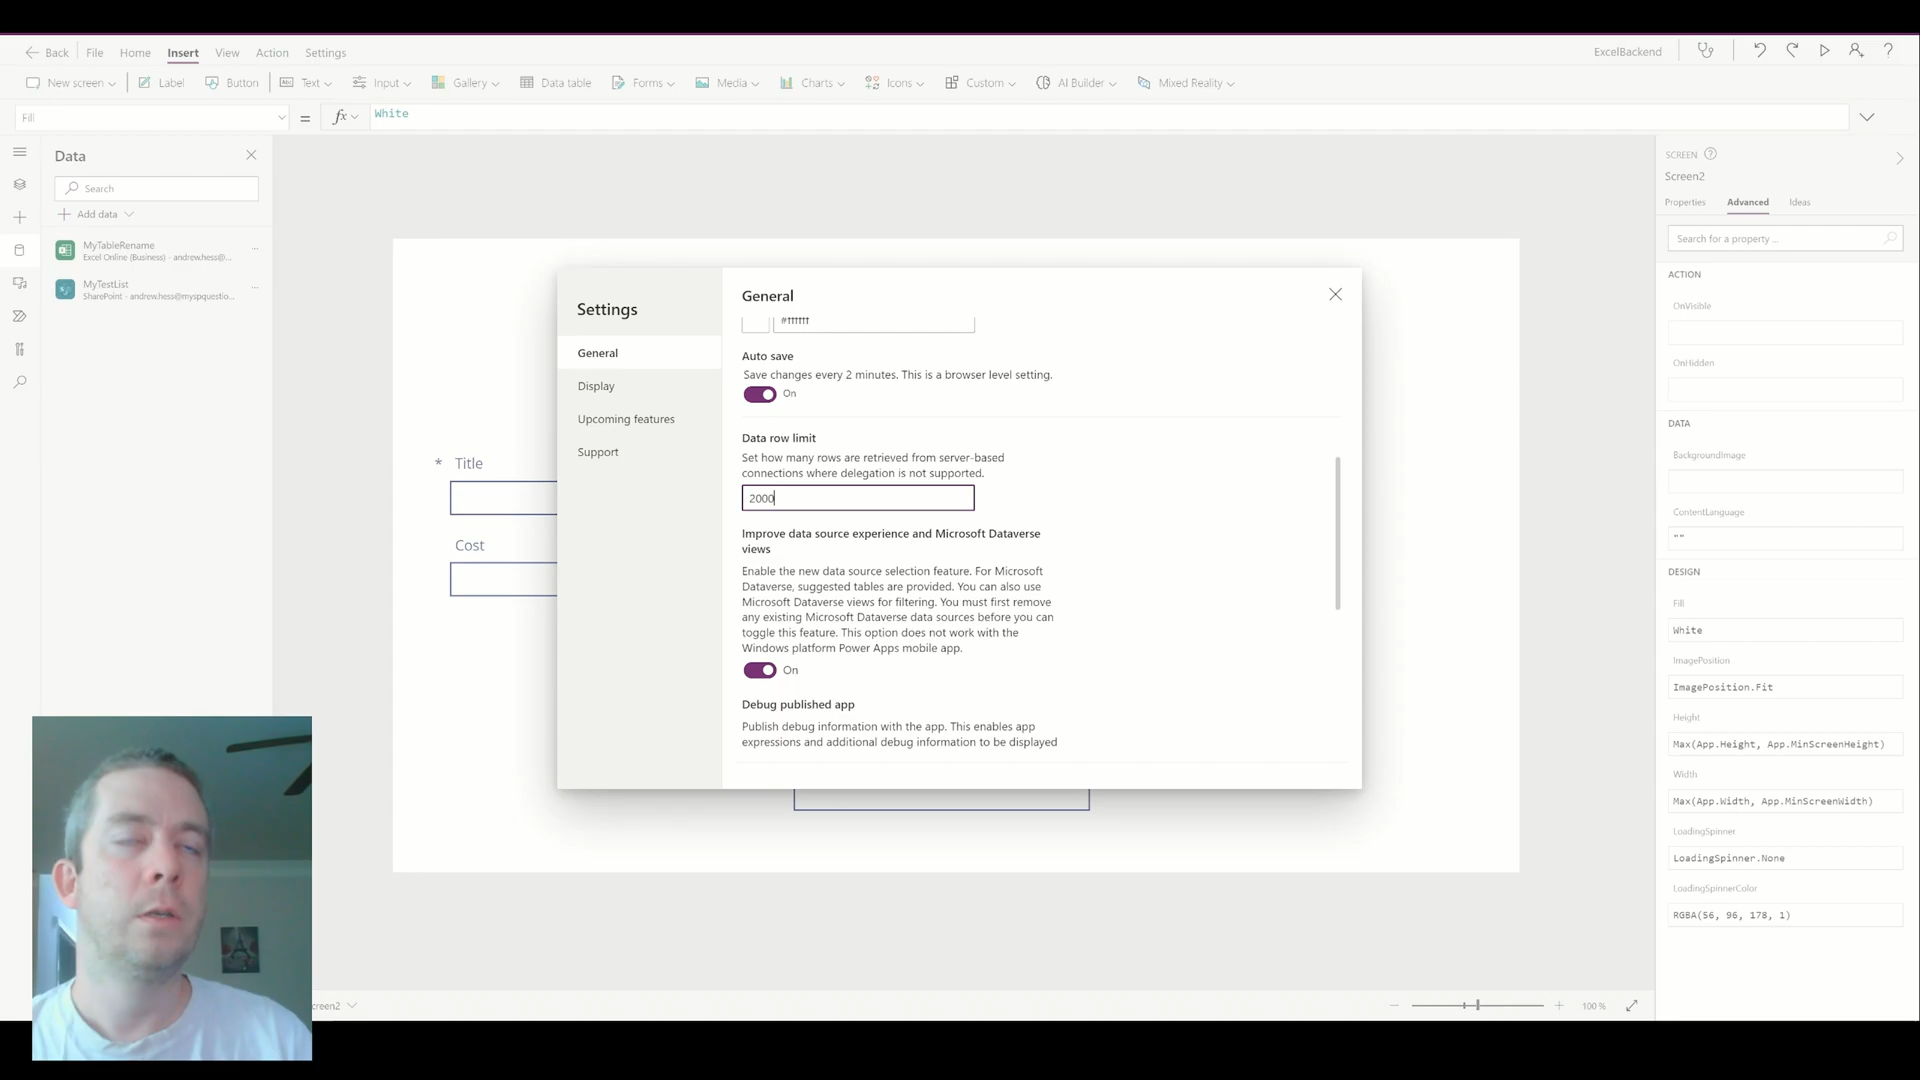 Back
File
Home
Insert
View
Action
Settings
ExcelBackend
?
New screen
Label
Button
Abc
Text
Input
Gallery
Data table
Forms
Media
Charts
Icons
Custom
AI Builder
Mixed Reality
Fill
=
fx
White
Data
Search
Add data
MyTableRename
Excel Online (Business) - andrew.hess@...
...
MyTestList
SharePoint - andrew.hess@myspquestio...
...
* Title
Cost
Settings
General
Display
Upcoming features
Support
General
#ffffff
Auto save
Save changes every 2 minutes. This is a browser level setting.
On
Data row limit
Set how many rows are retrieved from server-based
connections where delegation is not supported.
2000
Improve data source experience and Microsoft Dataverse
views
Enable the new data source selection feature. For Microsoft
Dataverse, suggested tables are provided. You can also use
Microsoft Dataverse views for filtering. You must first remove
any existing Microsoft Dataverse data sources before you can
toggle this feature. This option does not work with the
Windows platform Power Apps mobile app.
On
Debug published app
Publish debug information with the app. This enables app
expressions and additional debug information to be displayed
SCREEN ?
Screen2
Properties
Advanced
Ideas
Search for a property ...
ACTION
OnVisible
OnHidden
DATA
BackgroundImage
ContentLanguage
""
DESIGN
Fill
White
ImagePosition
ImagePosition.Fit
Height
Max(App.Height, App.MinScreenHeight)
Width
Max(App.Width, App.MinScreenWidth)
LoadingSpinner
LoadingSpinner.None
LoadingSpinnerColor
RGBA(56, 96, 178, 1)
creen2
100 %